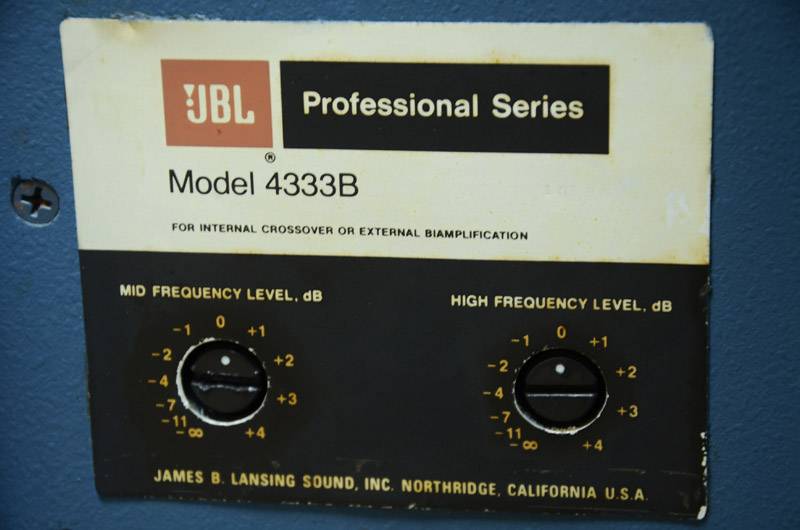 JBL Professional Series
®
Model 4333B
FOR INTERNAL CROSSOVER OR EXTERNAL BIAMPLIFICATION
MID FREQUENCY LEVEL, dB
-1 0 +1
-2 +2
-4
-7 +3
-11
-∞ +4
HIGH FREQUENCY LEVEL, dB
-1 0 +1
-2 +2
-4
-7 +3
-11
-∞ +4
JAMES B. LANSING SOUND, INC. NORTHRIDGE, CALIFORNIA U.S.A.